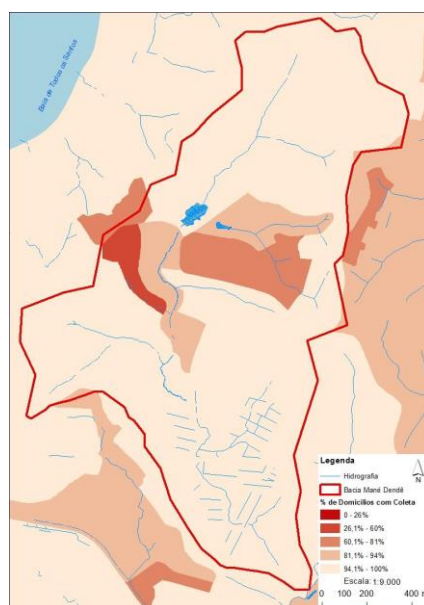 Baía de Todos os Santos
Legenda
Hidrografia
Bacia Mané Dendê
% de Domicílios com Coleta
0 - 26%
26,1% - 60%
60,1% - 81%
81,1% - 94%
94,1% - 100%
N
Escala: 1:9.000
0 100 200 400 m